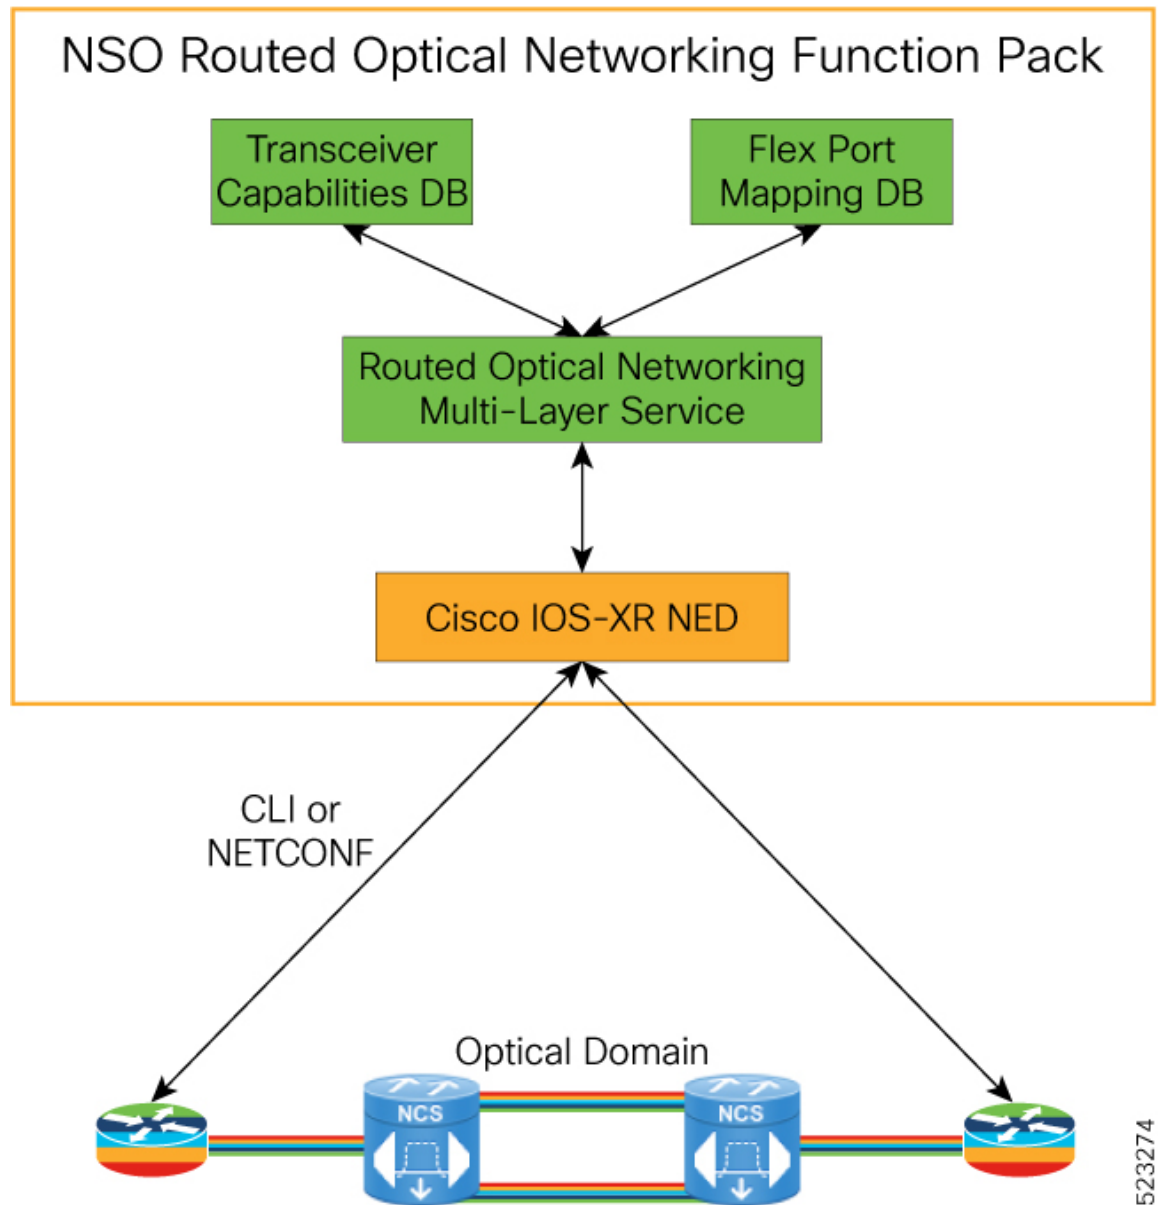 NSO Routed Optical Networking Function Pack
Transceiver
Capabilities DB
Flex Port
Mapping DB
Routed Optical Networking
Multi-Layer Service
Cisco IOS-XR NED
CLI or
NETCONF
Optical Domain
NCS
NCS
523274